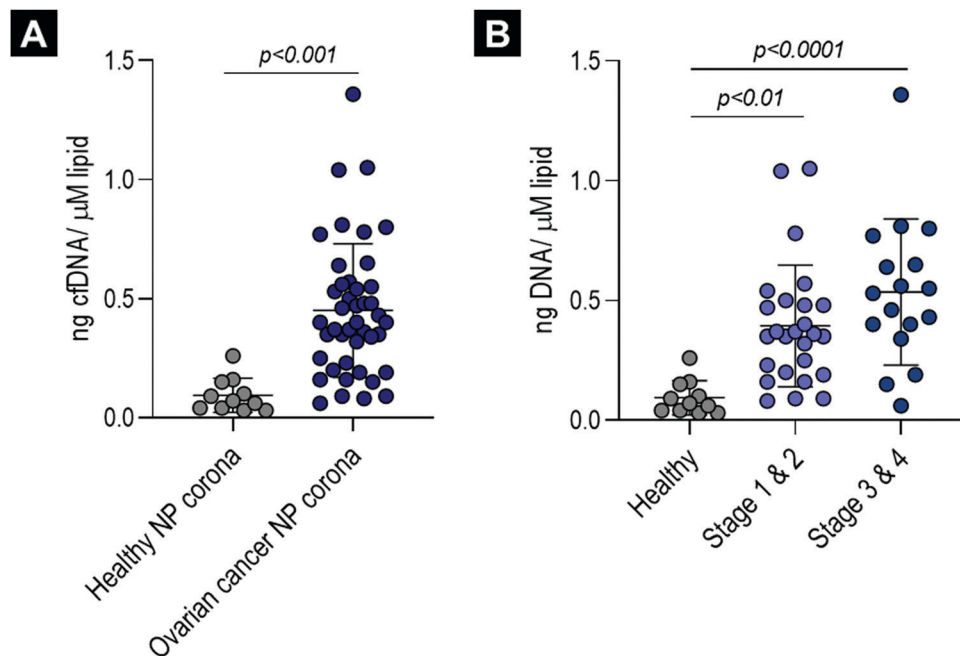 A
p<0.001
1.5
1.0
0.5
0.0
ng cfDNA/ μM lipid
Healthy NP corona
Ovarian cancer NP corona
B
p<0.0001
p<0.01
1.5
1.0
0.5
0.0
ng DNA/ μM lipid
Healthy
Stage 1 & 2
Stage 3 & 4